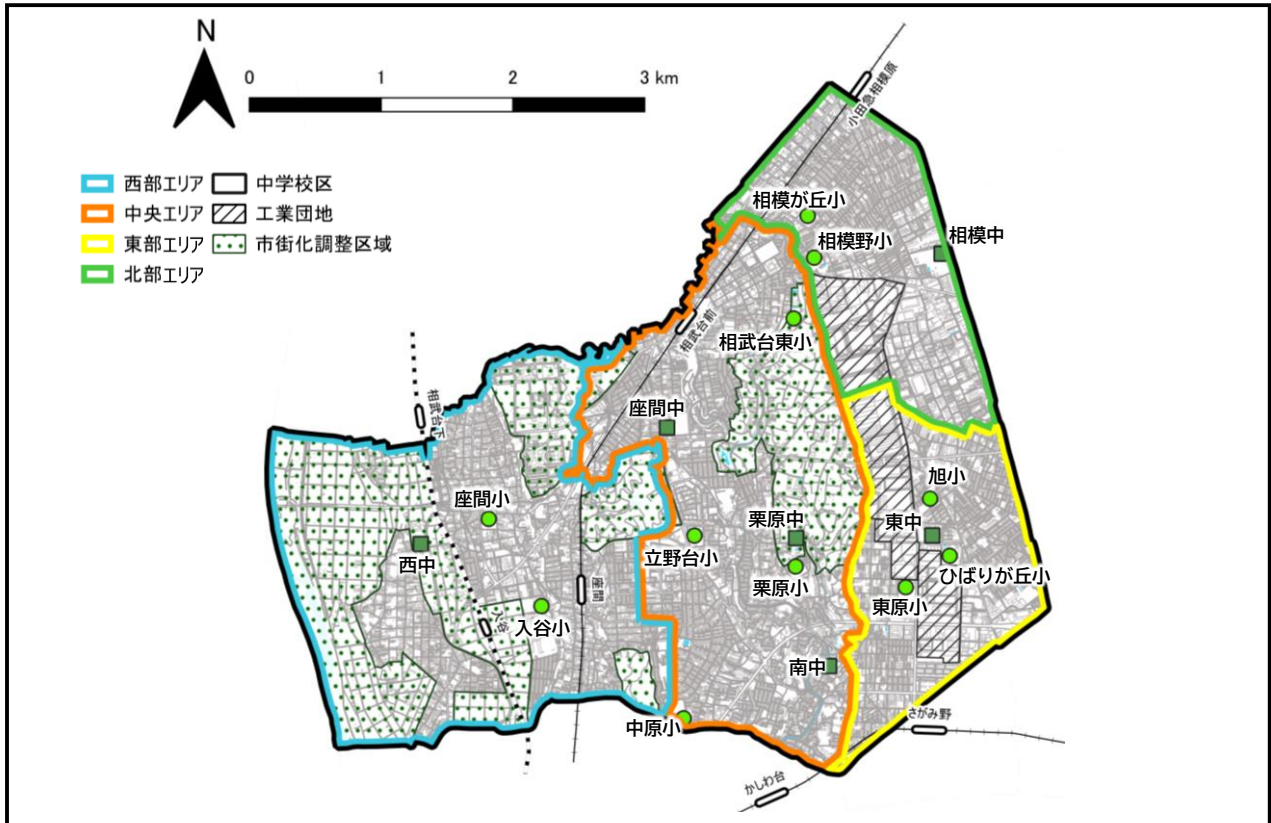 N
0 1 2 3 km
西部エリア 中学校区
中央エリア 工業団地
東部エリア 市街化調整区域
北部エリア
小田急相模原
相模が丘小
相模野小
相模中
相武台前
相武台東小
相武台下
座間中
座間小
旭小
栗原中
東中
西中
立野台小
ひばりが丘小
栗原小
東原小
座間
入谷
入谷小
南中
中原小
さがみ野
かしわ台